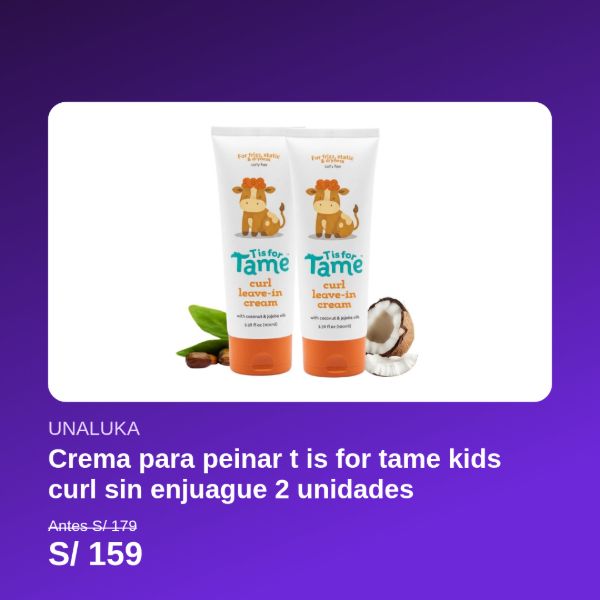 For frizz, static
& dryness
curly hair
T is for
Tame
curl
leave-in
cream
with coconut & jojoba oils
For frizz, static
& dryness
curly hair
T is for
Tame
curl
leave-in
cream
with coconut & jojoba oils
UNALUKA
Crema para peinar t is for tame kids
curl sin enjuague 2 unidades
Antes S/ 179
S/ 159